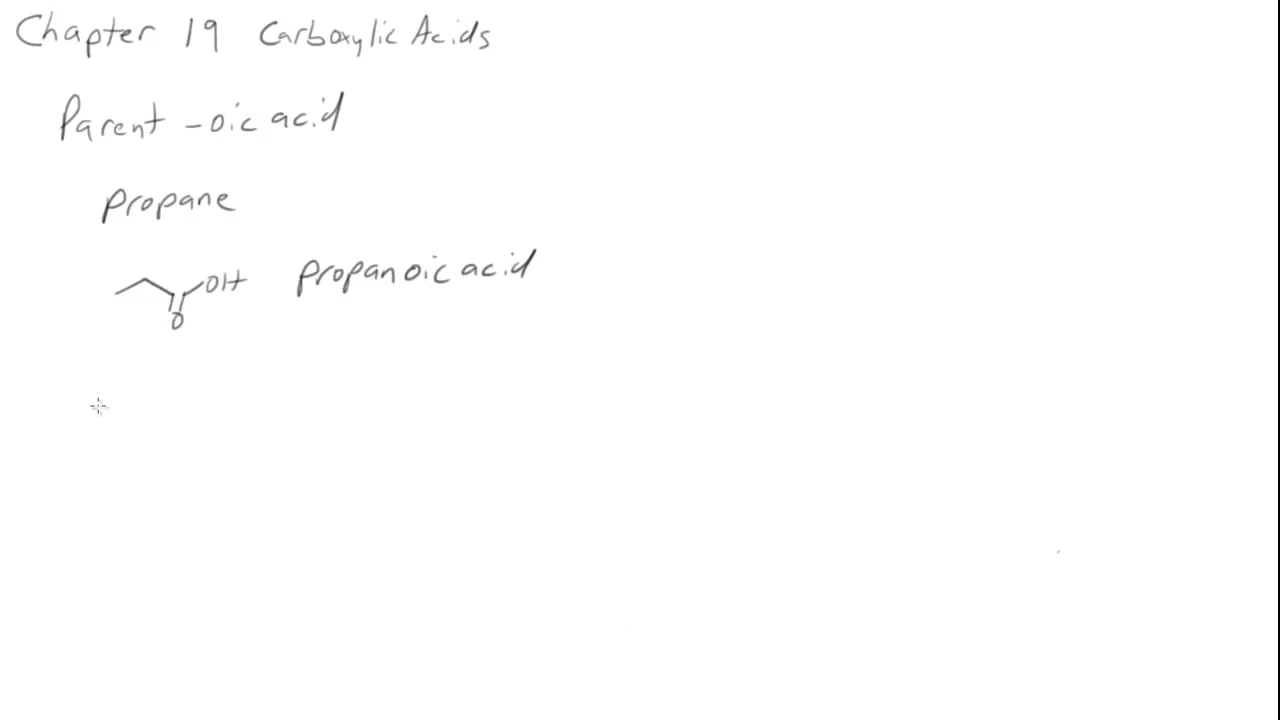 Chapter 19 Carboxylic Acids
Parent -oic acid
Propane
OH propanoic acid
O